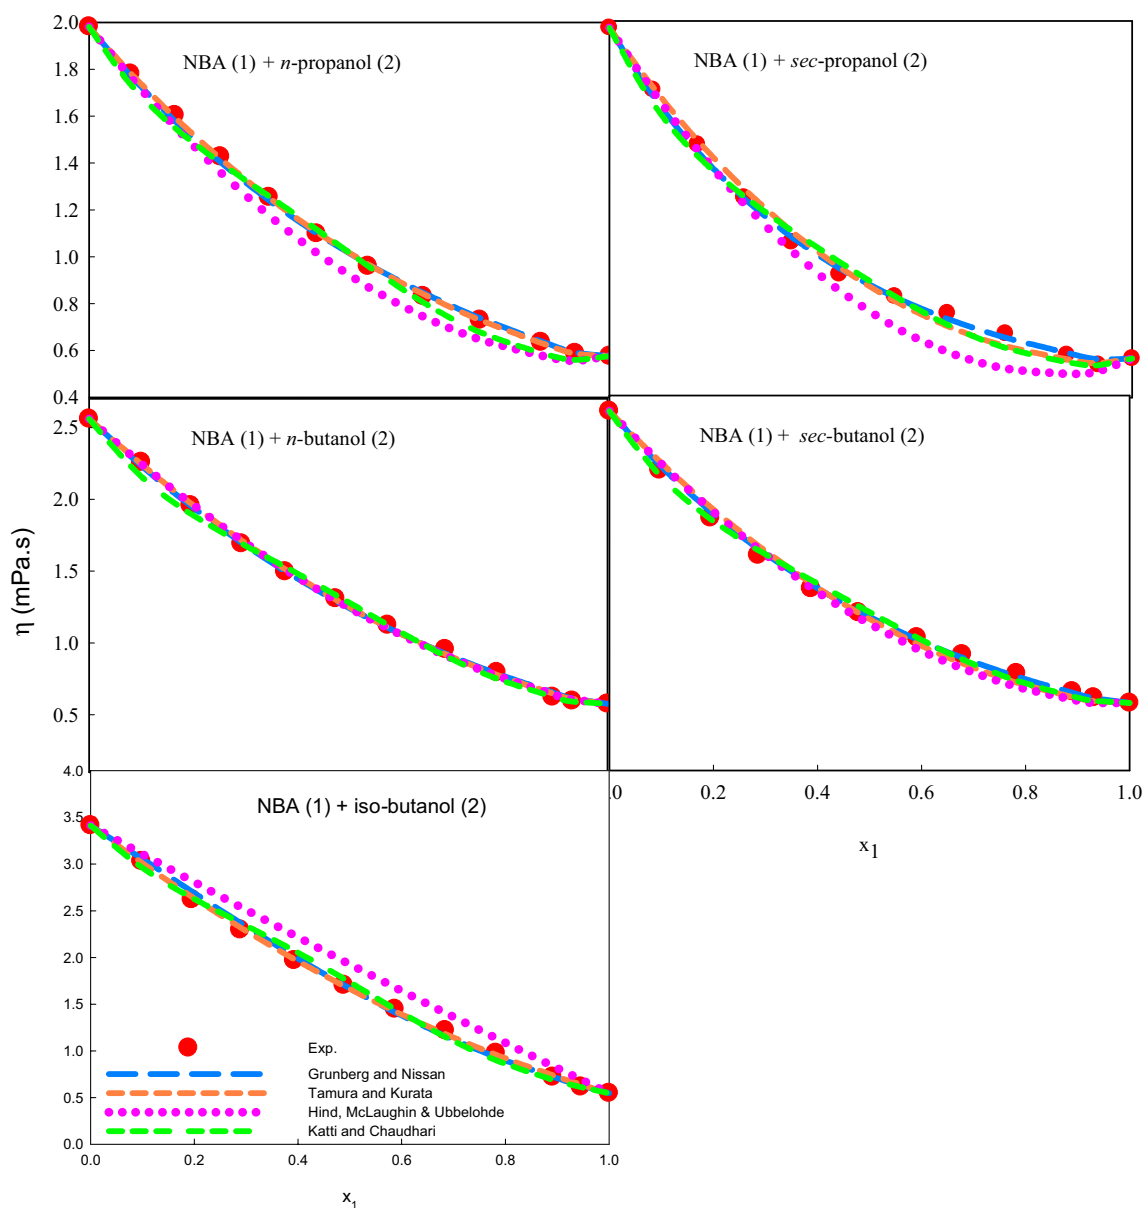 2.0
1.8
1.6
1.4
1.2
1.0
0.8
0.6
0.4
NBA (1) + n-propanol (2)
NBA (1) + sec-propanol (2)
2.5
2.0
1.5
1.0
0.5
NBA (1) + n-butanol (2)
NBA (1) + sec-butanol (2)
η (mPa.s)
.0 0.2 0.4 0.6 0.8 1.0
x1
4.0
3.5
3.0
2.5
2.0
1.5
1.0
0.5
0.0
NBA (1) + iso-butanol (2)
Exp.
Grunberg and Nissan
Tamura and Kurata
Hind, McLaughin & Ubbelohde
Katti and Chaudhari
0.0 0.2 0.4 0.6 0.8 1.0
x1